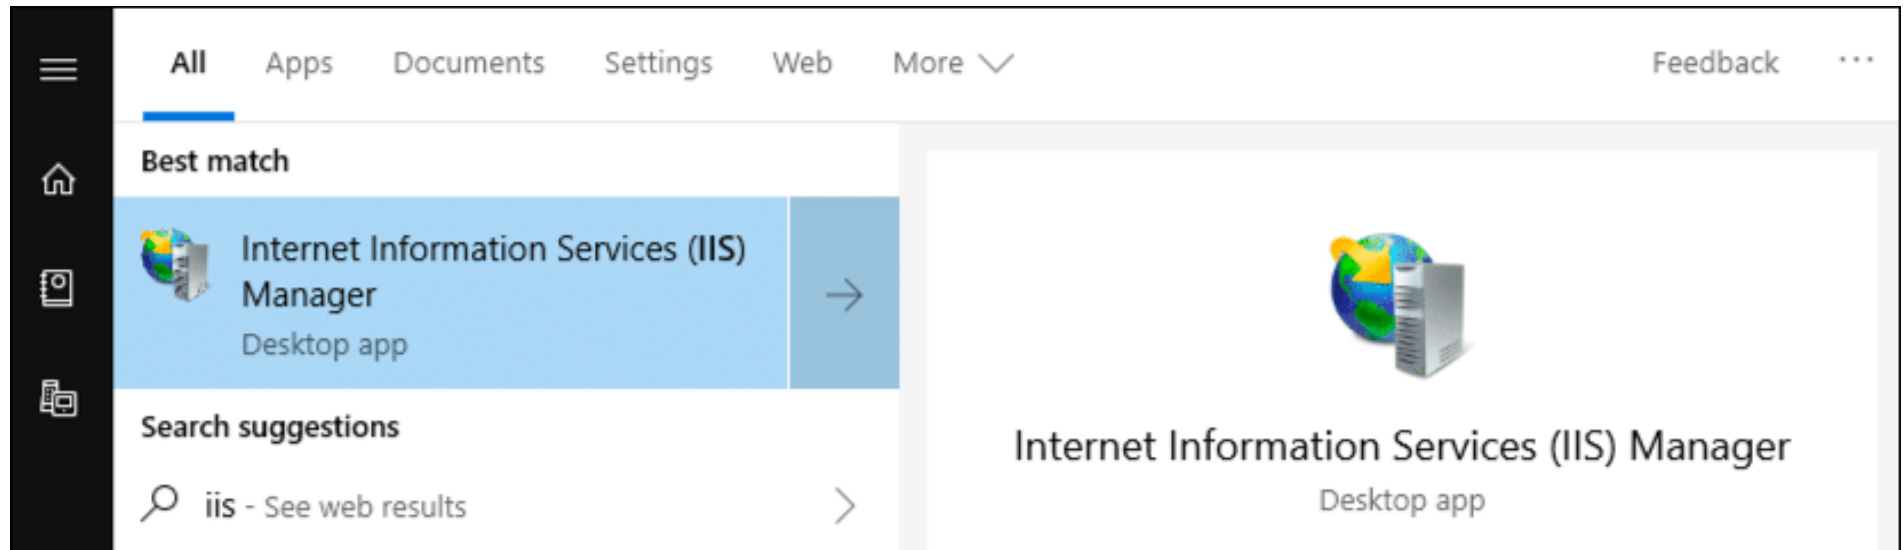 All Apps Documents Settings Web More Feedback ...
Best match
Internet Information Services (IIS)
Manager
Desktop app
Search suggestions
iis - See web results
Internet Information Services (IIS) Manager
Desktop app